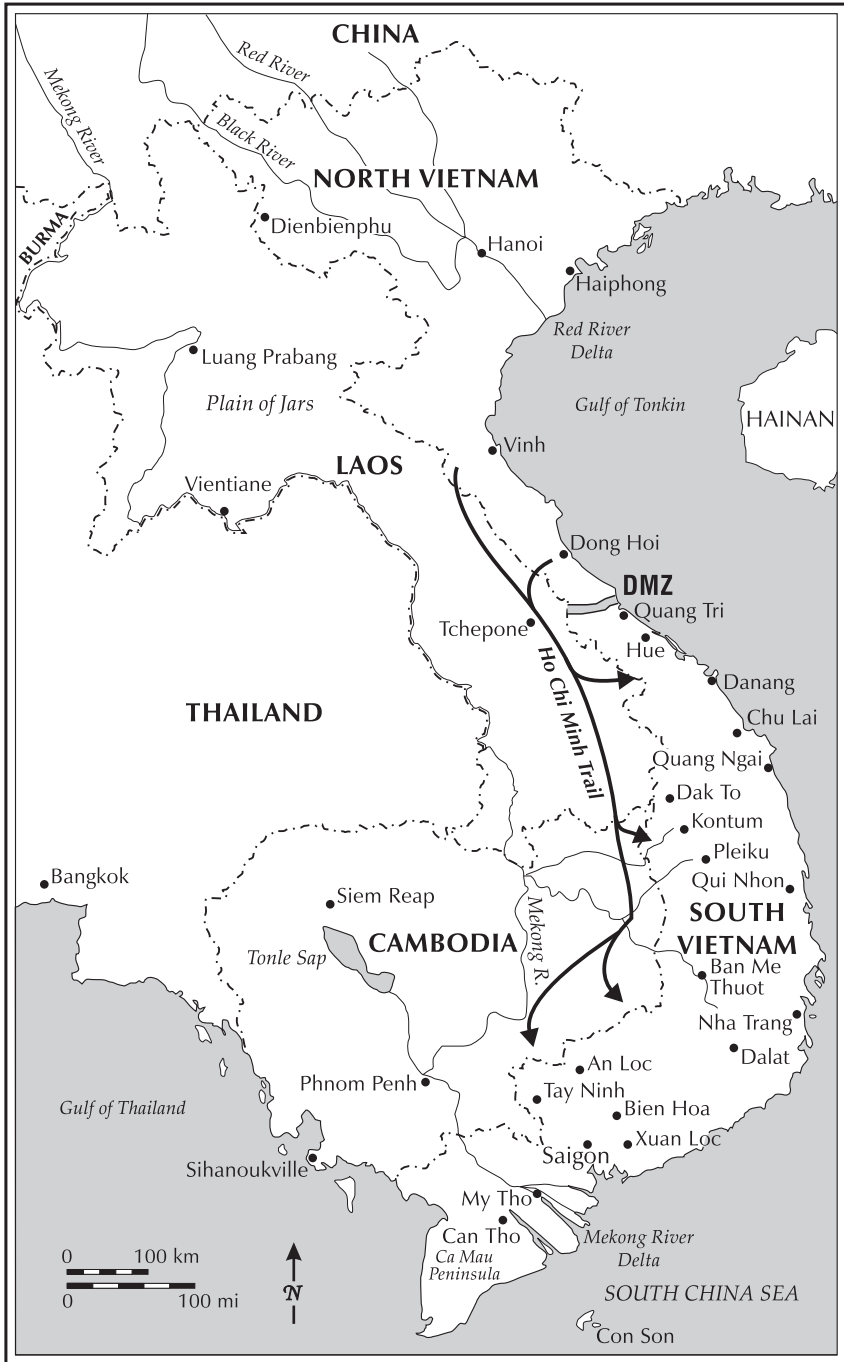 CHINA
Red River
Mekong River
Black River
NORTH VIETNAM
BURMA
Dienbienphu
Hanoi
Haiphong
Red River
Delta
Luang Prabang
Plain of Jars
Gulf of Tonkin
HAINAN
Vinh
LAOS
Vientiane
Dong Hoi
DMZ
Quang Tri
Tchepone
Hue
Ho Chi Minh Trail
Danang
THAILAND
Chu Lai
Quang Ngai
Dak To
Kontum
Pleiku
Bangkok
Qui Nhon
Siem Reap
Mekong R.
SOUTH
VIETNAM
CAMBODIA
Tonle Sap
Ban Me
Thuot
Nha Trang
Dalat
An Loc
Phnom Penh
Tay Ninh
Gulf of Thailand
Bien Hoa
Xuan Loc
Saigon
Sihanoukville
My Tho
Can Tho
Mekong River
Delta
Ca Mau
Peninsula
0 100 km
0 100 mi
N
SOUTH CHINA SEA
Con Son